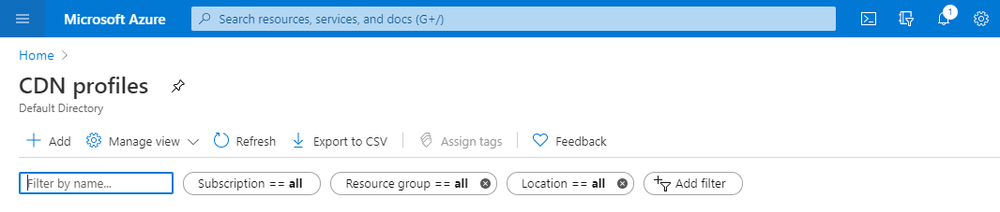 Microsoft Azure Search resources, services, and docs (G+/) 1
Home
CDN profiles
Default Directory
Add Manage view Refresh Export to CSV Assign tags Feedback
Filter by name... Subscription == all Resource group == all Location == all Add filter